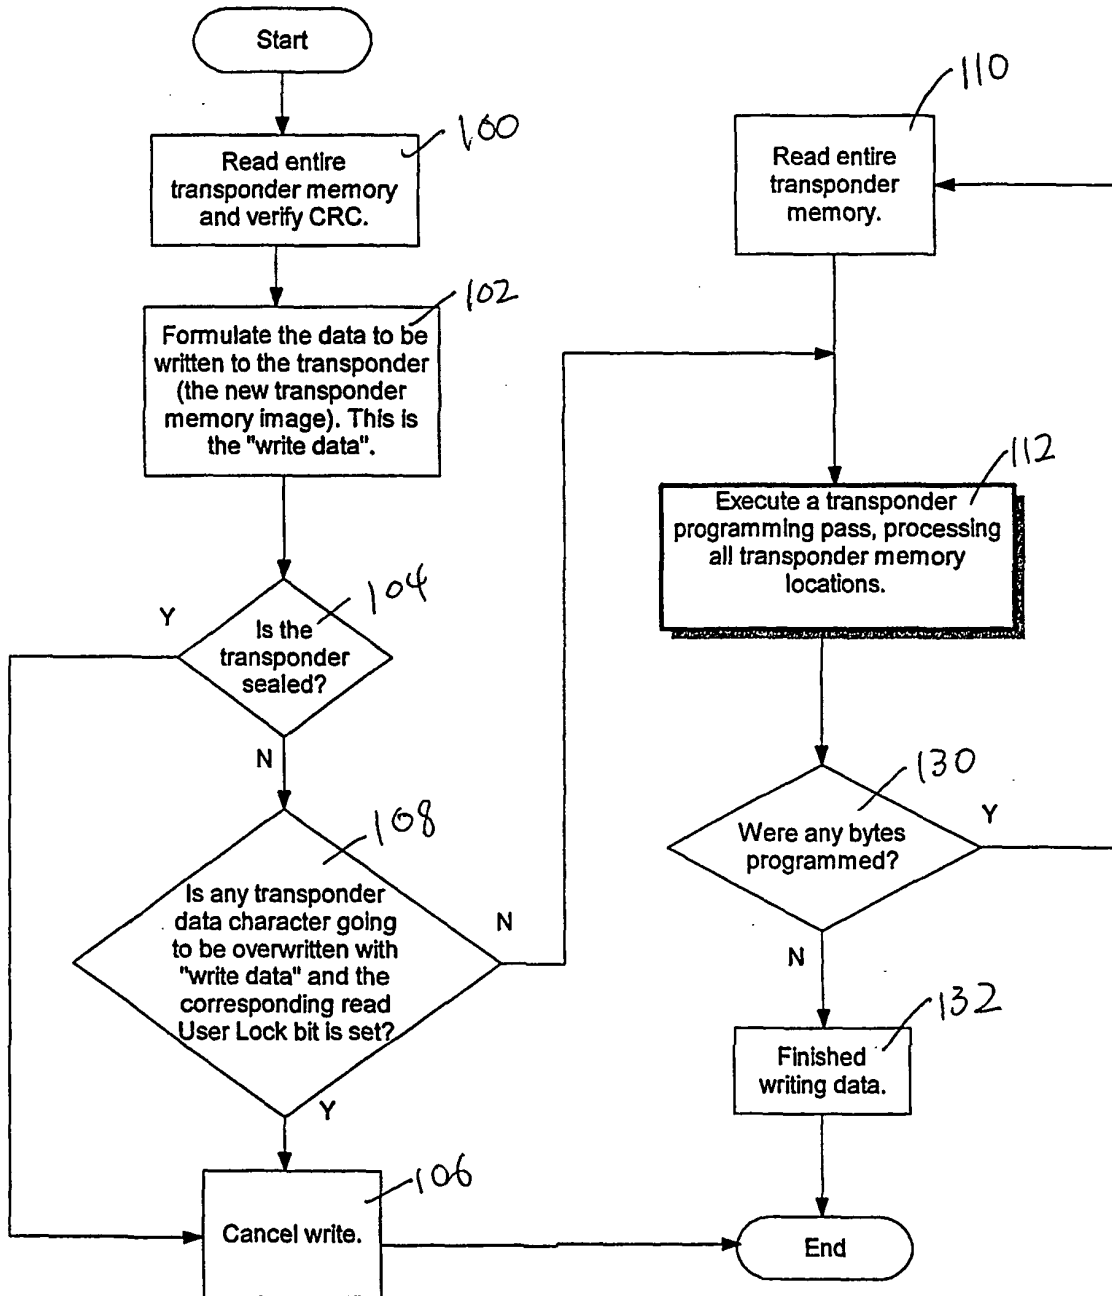 Start
100
Read entire
transponder memory
and verify CRC.
102
Formulate the data to be
written to the transponder
(the new transponder
memory image). This is
the "write data".
104
Y
Is the
transponder
sealed?
N
108
Is any transponder
data character going
to be overwritten with
"write data" and the
corresponding read
User Lock bit is set?
N
Y
106
Cancel write.
110
Read entire
transponder
memory.
112
Execute a transponder
programming pass, processing
all transponder memory
locations.
130
Were any bytes
programmed?
Y
N
132
Finished
writing data.
End